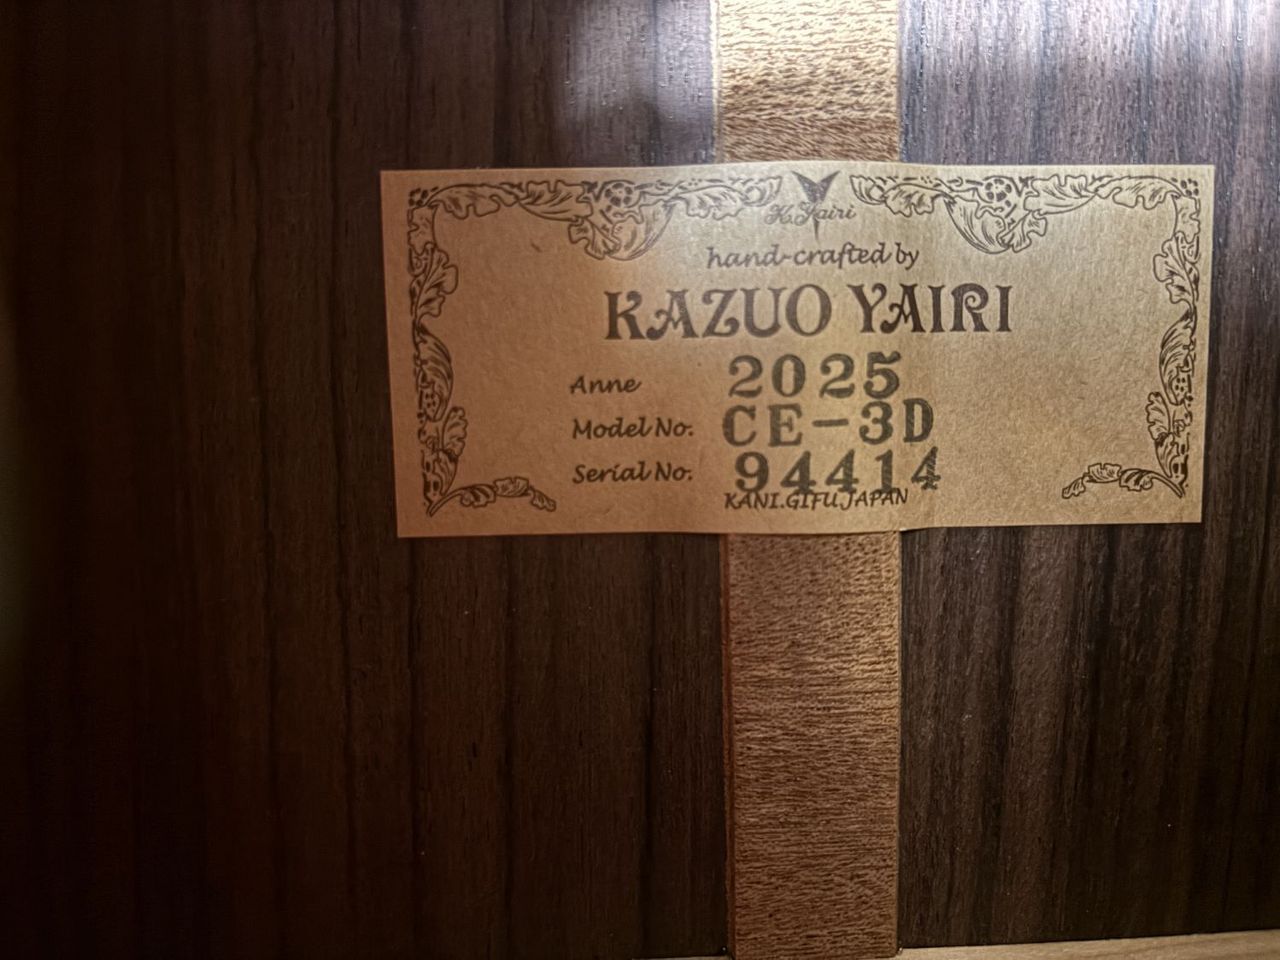 K.Yairi
hand-crafted by
KAZUO YAIRI
Anne 2025
Model No. CE-3D
Serial No. 94414
KANI.GIFU,JAPAN